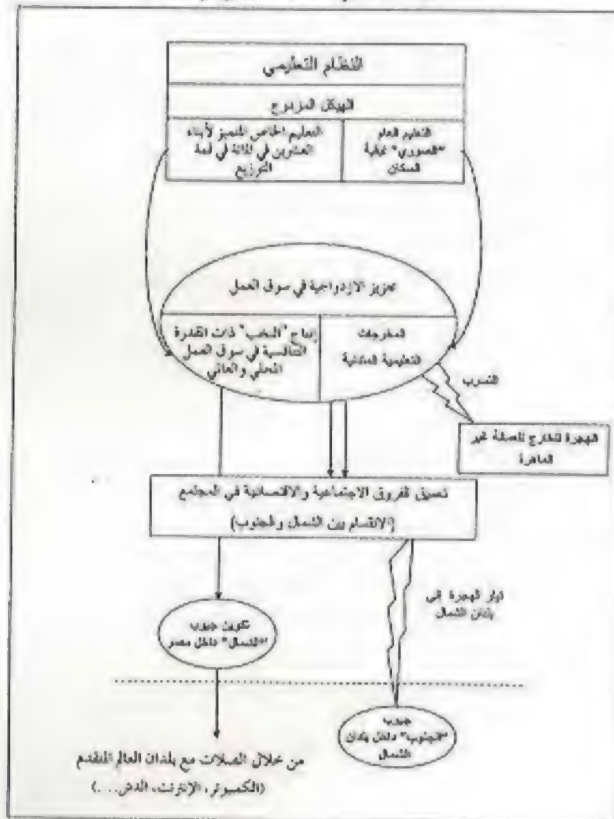 النظام التعليمي
الهيكل المزدوج
التعليم العام
"الصوري" لبقية
السكان
التعليم الخاص المتميز لأبناء
العشرين في المائة في قمة
التوزيع
تعزيز الازدواجية في سوق العمل
المخرجات
التعليمية المتدنية
إنتاج "النخب" ذات القدرة
التنافسية في سوق العمل
المحلي والعالمي
التسرب
الهجرة للخارج للعمالة غير
الماهرة
تعميق الفروق الاجتماعية والاقتصادية في المجتمع
(الانقسام بين الشمال والجنوب)
تيار الهجرة إلى
بلدان الشمال
تكوين جيوب
"الشمال" داخل مصر
جيوب
"الجنوب" داخل بلدان
الشمال
من خلال الصلات مع بلدان العالم المتقدم
(الكمبيوتر، الإنترنت، الدش....)